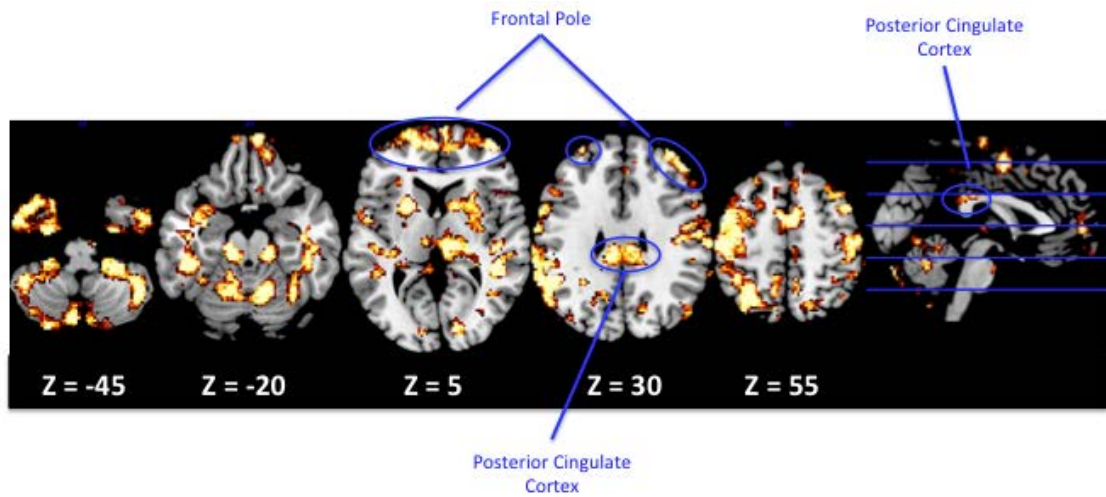 Frontal Pole
Posterior Cingulate
Cortex
Z = -45
Z = -20
Z = 5
Z = 30
Z = 55
Posterior Cingulate
Cortex